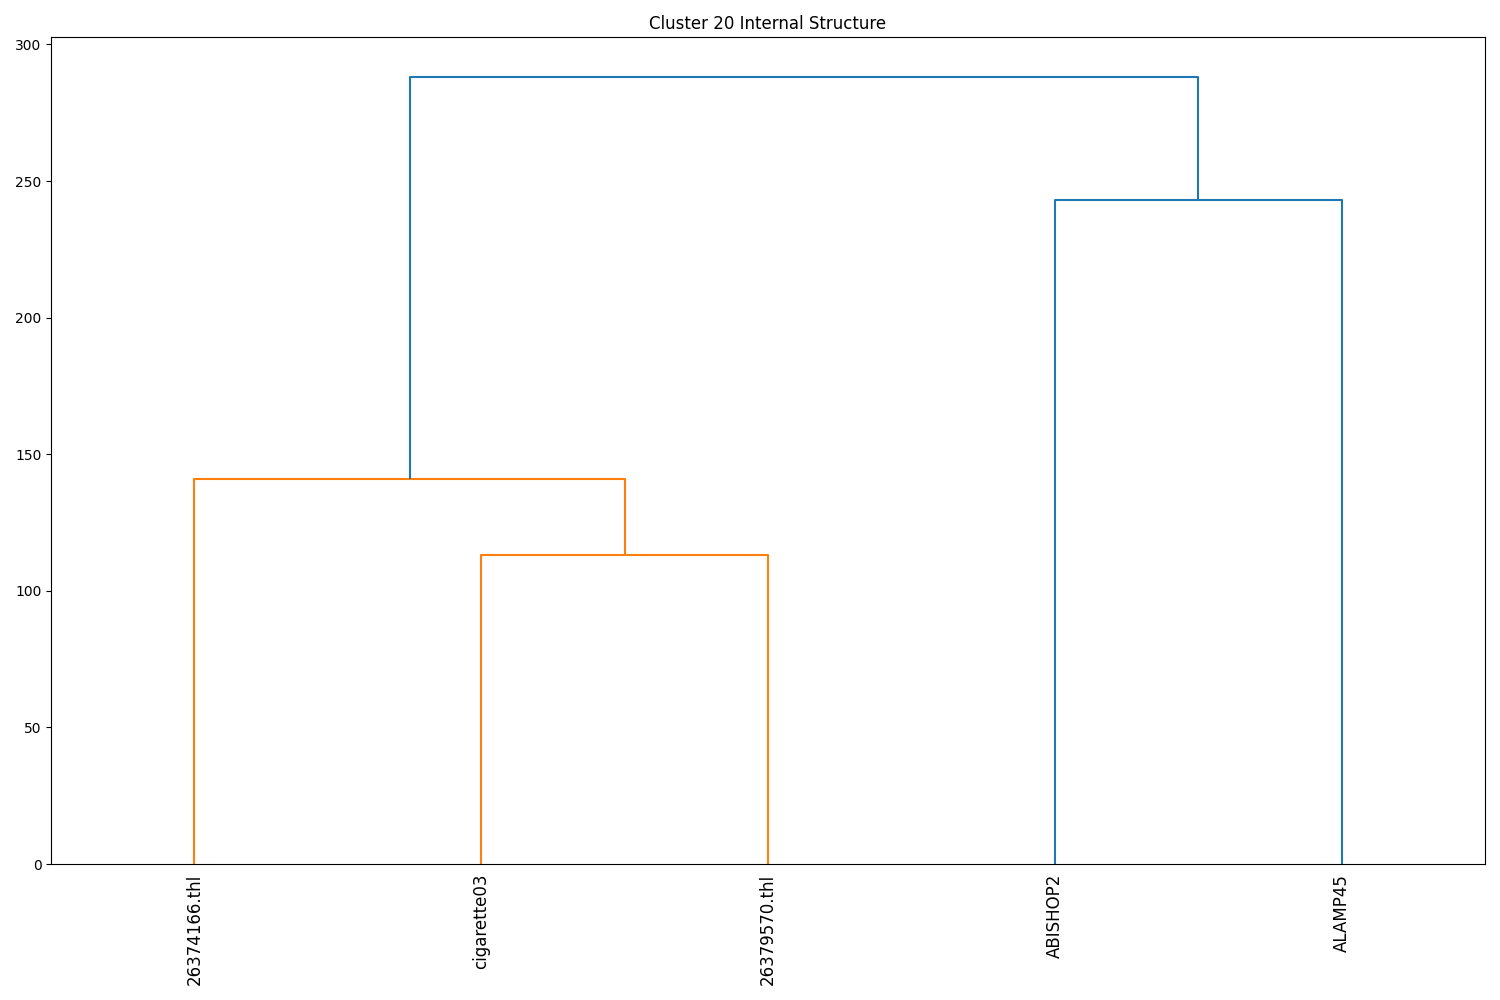 Cluster 20 Internal Structure
300
250
200
150
100
50
0
26374166.thl
cigarette03
26379570.thl
ABISHOP2
ALAMP45